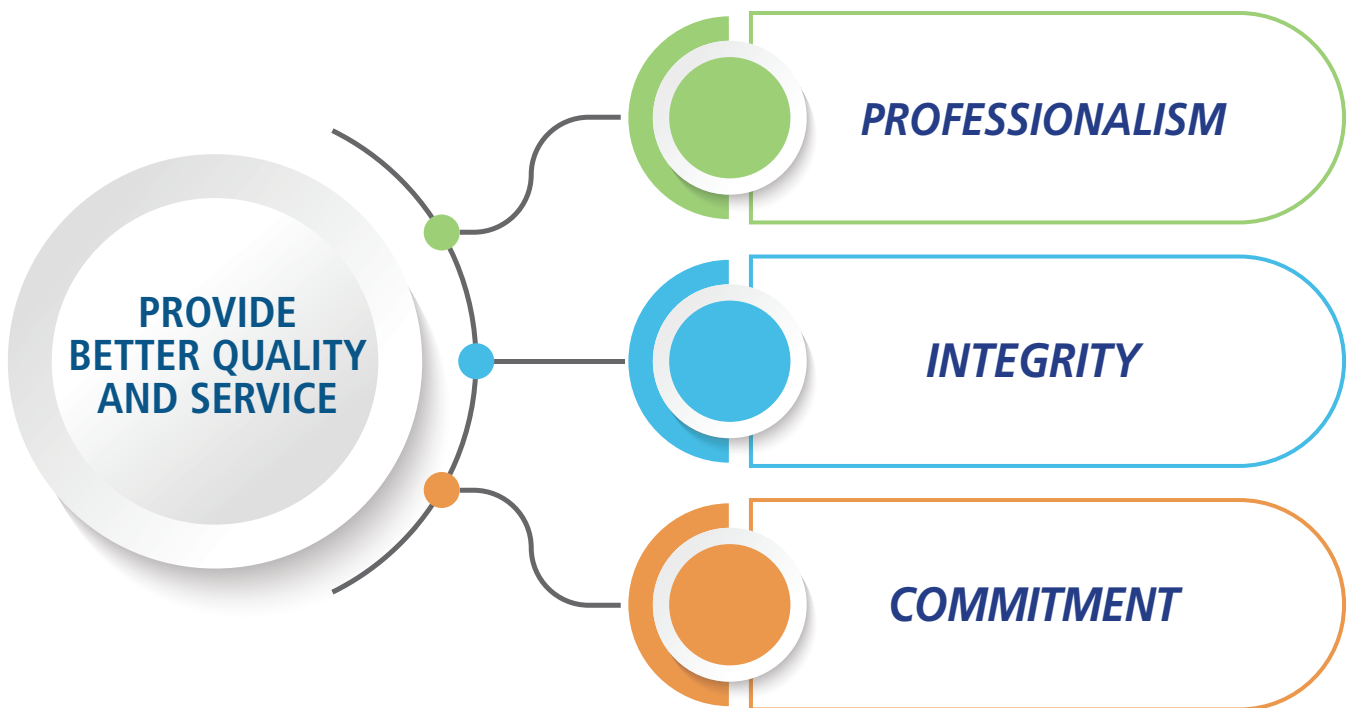 PROVIDE
BETTER QUALITY
AND SERVICE
PROFESSIONALISM
INTEGRITY
COMMITMENT